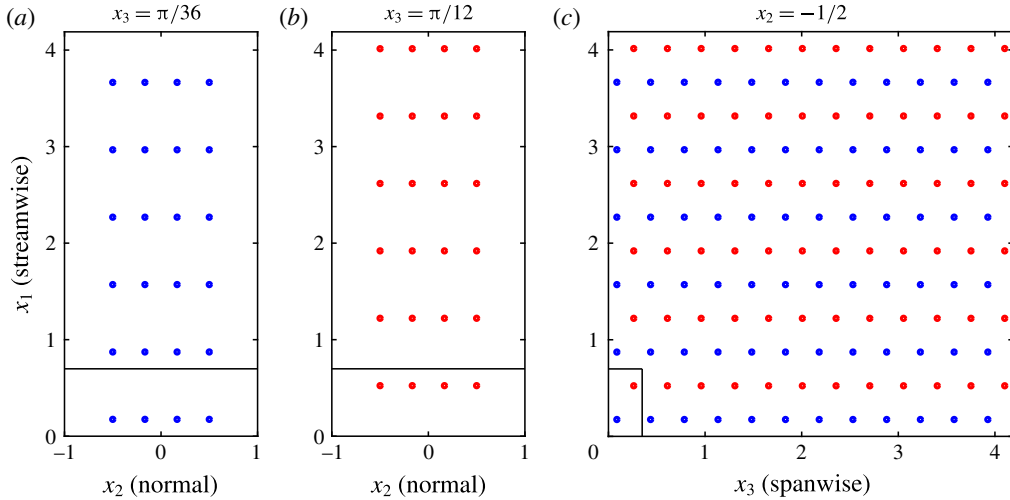 (a) x₃ = π/36
(b) x₃ = π/12
(c) x₂ = −1/2
x₁ (streamwise)
4
3
2
1
0
−1 0 1
x₂ (normal)
4
3
2
1
0
−1 0 1
x₂ (normal)
4
3
2
1
0
0 1 2 3 4
x₃ (spanwise)